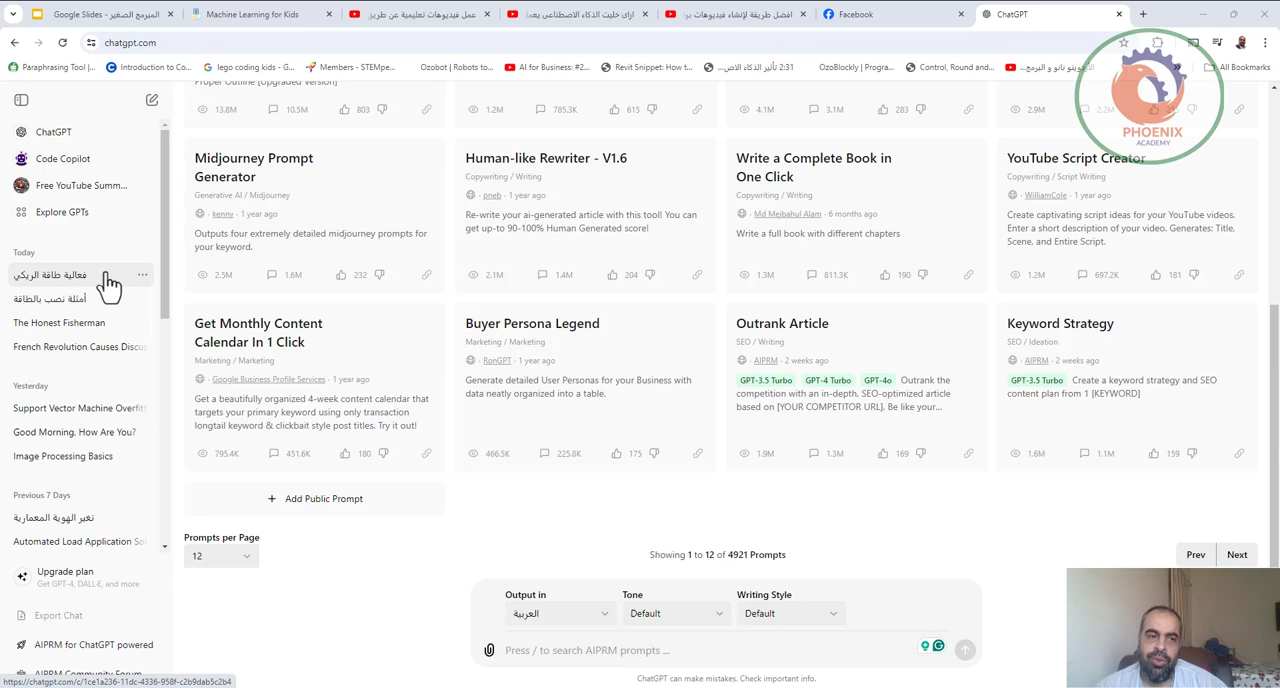 Google Slides - المبرمج الصغير
Machine Learning for Kids
عمل فيديوهات تعليمية عن طريق
ازاى خليت الذكاء الاصطناعى يعمل
افضل طريقة لإنشاء فيديوهات
Facebook
ChatGPT
chatgpt.com
Paraphrasing Tool |...
Introduction to Co...
lego coding kids - G...
Members - STEMpe...
Ozobot | Robots to...
AI for Business: #2...
Revit Snippet: How t...
2:31 تأثير الذكاء الاص...
OzoBlockly | Progra...
Control, Round and...
الأردوينو نانو و البرمج...
All Bookmarks
ChatGPT
Code Copilot
Free YouTube Summ...
Explore GPTs
Today
فعالية طاقة الريكي
أمثلة نصب بالطاقة
The Honest Fisherman
French Revolution Causes Discu
Yesterday
Support Vector Machine Overfit
Good Morning, How Are You?
Image Processing Basics
Previous 7 Days
تغير الهوية المعمارية
Automated Load Application Sof
Upgrade plan
Get GPT-4, DALL·E, and more
Export Chat
AIPRM for ChatGPT powered
AIPRM Community Forum
https://chatgpt.com/c/1ce1a236-11dc-4336-958f-c2b9dab5c2b4
Proper Outline [Upgraded Version]
13.8M 10.5M 803
1.2M 785.3K 615
4.1M 3.1M 283
2.9M 2.2M 253
PHOENIX
ACADEMY
Midjourney Prompt
Generator
Generative AI / Midjourney
kenny · 1 year ago
Outputs four extremely detailed midjourney prompts for
your keyword.
2.5M 1.6M 232
Human-like Rewriter - V1.6
Copywriting / Writing
pneb · 1 year ago
Re-write your ai-generated article with this tool! You can
get up-to 90-100% Human Generated score!
2.1M 1.4M 204
Write a Complete Book in
One Click
Copywriting / Writing
Md Mejbahul Alam · 6 months ago
Write a full book with different chapters
1.3M 811.3K 190
YouTube Script Creator
Copywriting / Script Writing
WilliamCole · 1 year ago
Create captivating script ideas for your YouTube videos.
Enter a short description of your video. Generates: Title,
Scene, and Entire Script.
1.2M 697.2K 181
Get Monthly Content
Calendar In 1 Click
Marketing / Marketing
Google Business Profile Services · 1 year ago
Get a beautifully organized 4-week content calendar that
targets your primary keyword using only transaction
longtail keyword & clickbait style post titles. Try it out!
795.4K 451.6K 180
Buyer Persona Legend
Marketing / Marketing
RonGPT · 1 year ago
Generate detailed User Personas for your Business with
data neatly organized into a table.
466.5K 225.8K 175
Outrank Article
SEO / Writing
AIPRM · 2 weeks ago
GPT-3.5 Turbo GPT-4 Turbo GPT-4o Outrank the
competition with an in-depth, SEO-optimized article
based on [YOUR COMPETITOR URL]. Be like your...
1.9M 1.3M 169
Keyword Strategy
SEO / Ideation
AIPRM · 2 weeks ago
GPT-3.5 Turbo Create a keyword strategy and SEO
content plan from 1 [KEYWORD]
1.6M 1.1M 159
+ Add Public Prompt
Prompts per Page
12
Showing 1 to 12 of 4921 Prompts
Prev Next
Output in Tone Writing Style
العربية Default Default
Press / to search AIPRM prompts ...
ChatGPT can make mistakes. Check important info.